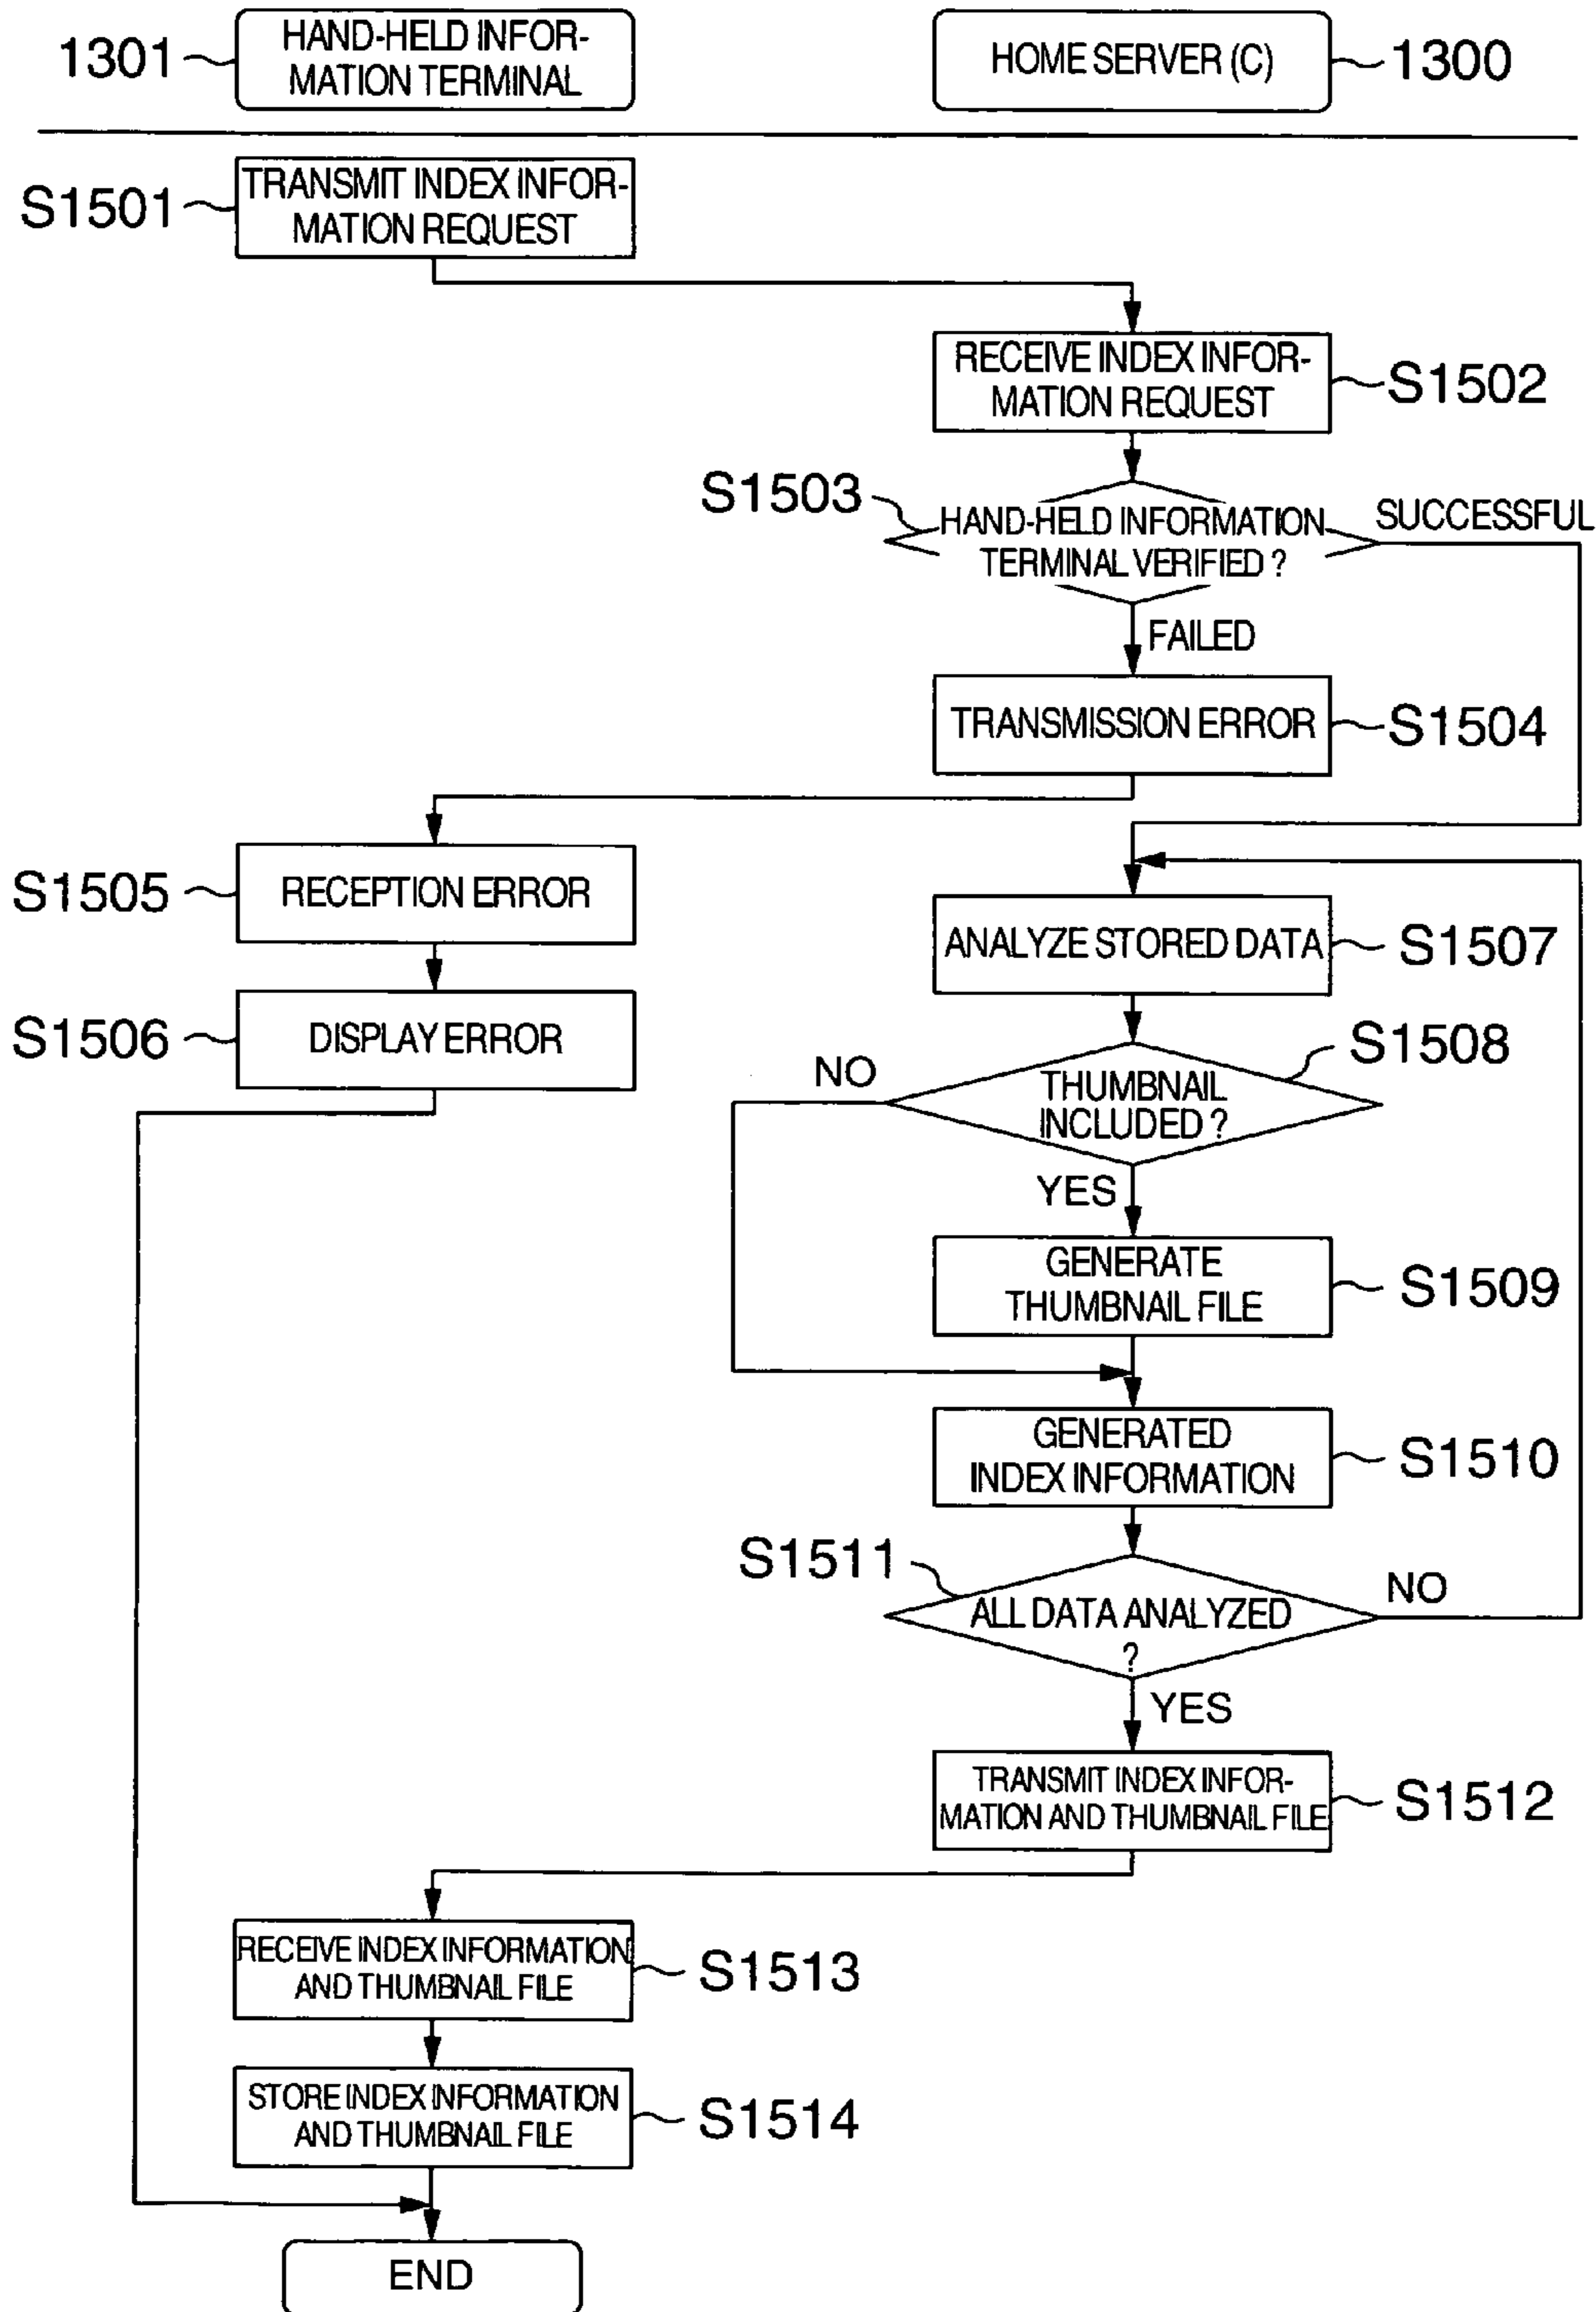 1301
HAND-HELD INFOR-
MATION TERMINAL
HOME SERVER (C)
1300
S1501
TRANSMIT INDEX INFOR-
MATION REQUEST
RECEIVE INDEX INFOR-
MATION REQUEST
S1502
S1503
HAND-HELD INFORMATION
TERMINAL VERIFIED ?
SUCCESSFUL
FAILED
TRANSMISSION ERROR
S1504
S1505
RECEPTION ERROR
ANALYZE STORED DATA
S1507
S1506
DISPLAY ERROR
S1508
NO
THUMBNAIL
INCLUDED ?
YES
GENERATE
THUMBNAIL FILE
S1509
GENERATED
INDEX INFORMATION
S1510
S1511
ALL DATA ANALYZED
?
NO
YES
TRANSMIT INDEX INFOR-
MATION AND THUMBNAIL FILE
S1512
RECEIVE INDEX INFORMATION
AND THUMBNAIL FILE
S1513
STORE INDEX INFORMATION
AND THUMBNAIL FILE
S1514
END